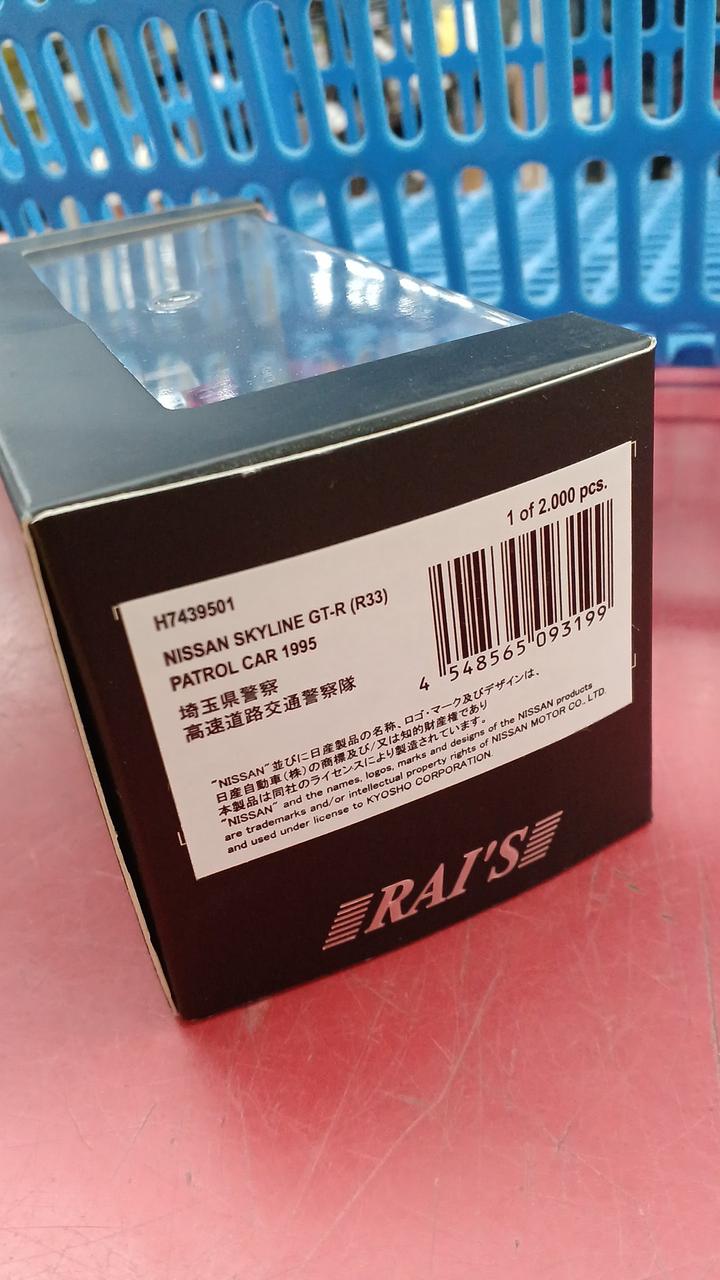 1 of 2.000 pcs.
H7439501
NISSAN SKYLINE GT-R (R33)
PATROL CAR 1995
埼玉県警察
高速道路交通警察隊
4 548565 093199
"NISSAN"並びに日産製品の名称、ロゴ・マーク及びデザインは、
日産自動車(株)の商標及び/又は知的財産権であり
本製品は同社のライセンスにより製造されています。
"NISSAN" and the names, logos, marks and designs of the NISSAN products
are trademarks and/or intellectual property rights of NISSAN MOTOR CO., LTD.
and used under license to KYOSHO CORPORATION.
RAI'S